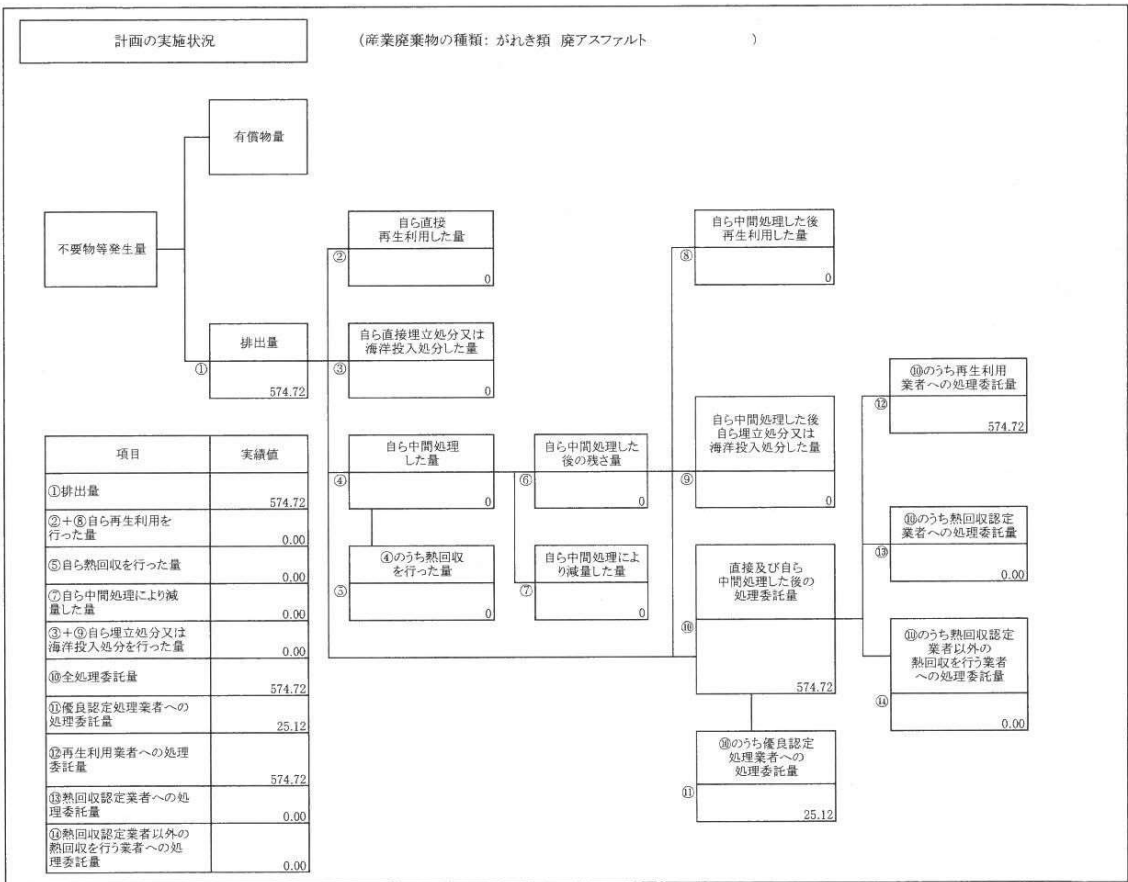 計画の実施状況
(産業廃棄物の種類: がれき類 廃アスファルト )
有償物量
不要物等発生量
排出量
①
574.72
自ら直接
再生利用した量
②
0
自ら直接埋立処分又は
海洋投入処分した量
③
0
自ら中間処理
した量
④
0
④のうち熱回収
を行った量
⑤
0
自ら中間処理した
後の残さ量
⑥
0
自ら中間処理によ
り減量した量
⑦
0
自ら中間処理した後
再生利用した量
⑧
0
自ら中間処理した後
自ら埋立処分又は
海洋投入処分した量
⑨
0
直接及び自ら
中間処理した後の
処理委託量
⑩
574.72
⑩のうち優良認定
処理業者への
処理委託量
⑪
25.12
⑩のうち再生利用
業者への処理委託量
⑫
574.72
⑩のうち熱回収認定
業者への処理委託量
⑬
0.00
⑩のうち熱回収認定
業者以外の
熱回収を行う業者
への処理委託量
⑭
0.00
項目 実績値
①排出量
574.72
②+⑧自ら再生利用を
行った量
0.00
⑤自ら熱回収を行った量
0.00
⑦自ら中間処理により減
量した量
0.00
③+⑨自ら埋立処分又は
海洋投入処分を行った量
0.00
⑩全処理委託量
574.72
⑪優良認定処理業者への
処理委託量
25.12
⑫再生利用業者への処理
委託量
574.72
⑬熱回収認定業者への処
理委託量
0.00
⑭熱回収認定業者以外の
熱回収を行う業者への処
理委託量
0.00